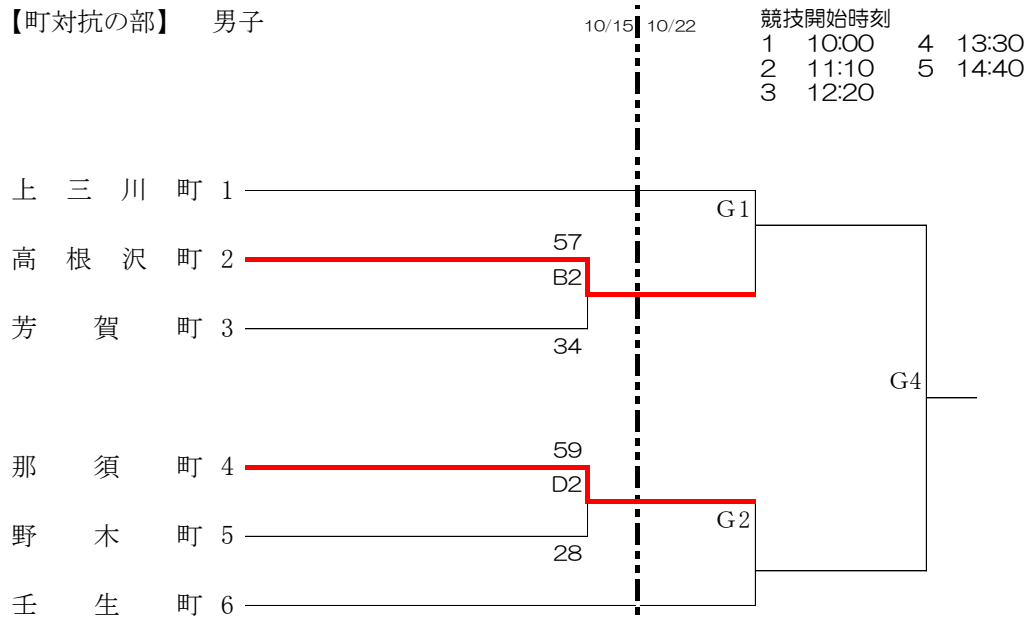 【町対抗の部】 男子
10/15 10/22
競技開始時刻
1 10:00 4 13:30
2 11:10 5 14:40
3 12:20
上三川町 1
G1
57
高根沢町 2
B2
芳賀町 3
34
G4
59
那須町 4
D2
G2
野木町 5
28
壬生町 6